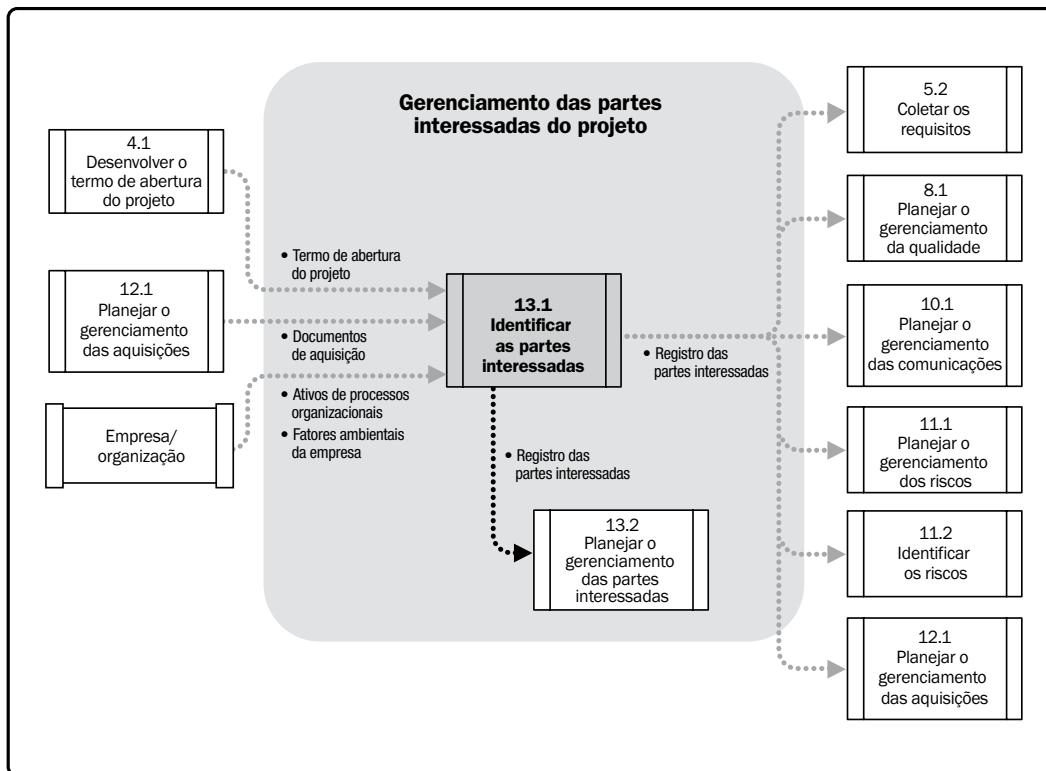 Gerenciamento das partes
interessadas do projeto
4.1
Desenvolver o
termo de abertura
do projeto
12.1
Planejar o
gerenciamento
das aquisições
Empresa/
organização
• Termo de abertura
do projeto
• Documentos
de aquisição
• Ativos de processos
organizacionais
• Fatores ambientais
da empresa
13.1
Identificar
as partes
interessadas
• Registro das
partes interessadas
• Registro das
partes interessadas
13.2
Planejar o
gerenciamento
das partes
interessadas
5.2
Coletar os
requisitos
8.1
Planejar o
gerenciamento
da qualidade
10.1
Planejar o
gerenciamento
das comunicações
11.1
Planejar o
gerenciamento
dos riscos
11.2
Identificar
os riscos
12.1
Planejar o
gerenciamento
das aquisições